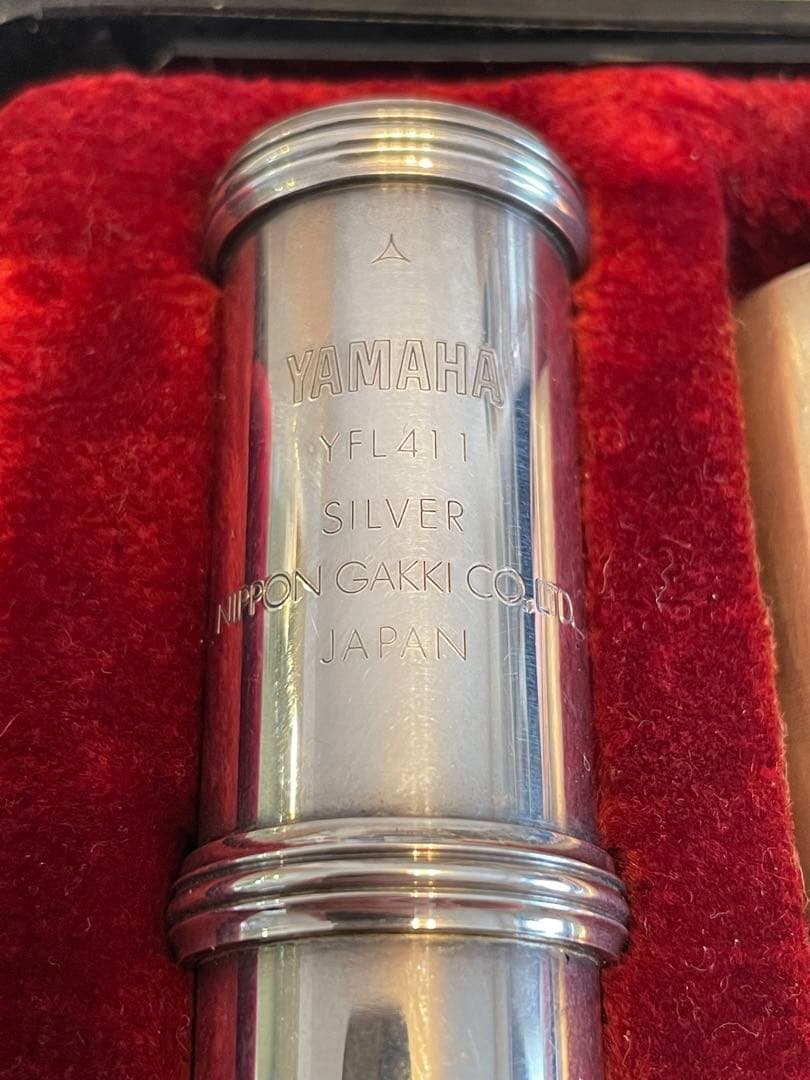 YAMAHA
YFL411
SILVER
NIPPON GAKKI CO.,LTD.
JAPAN